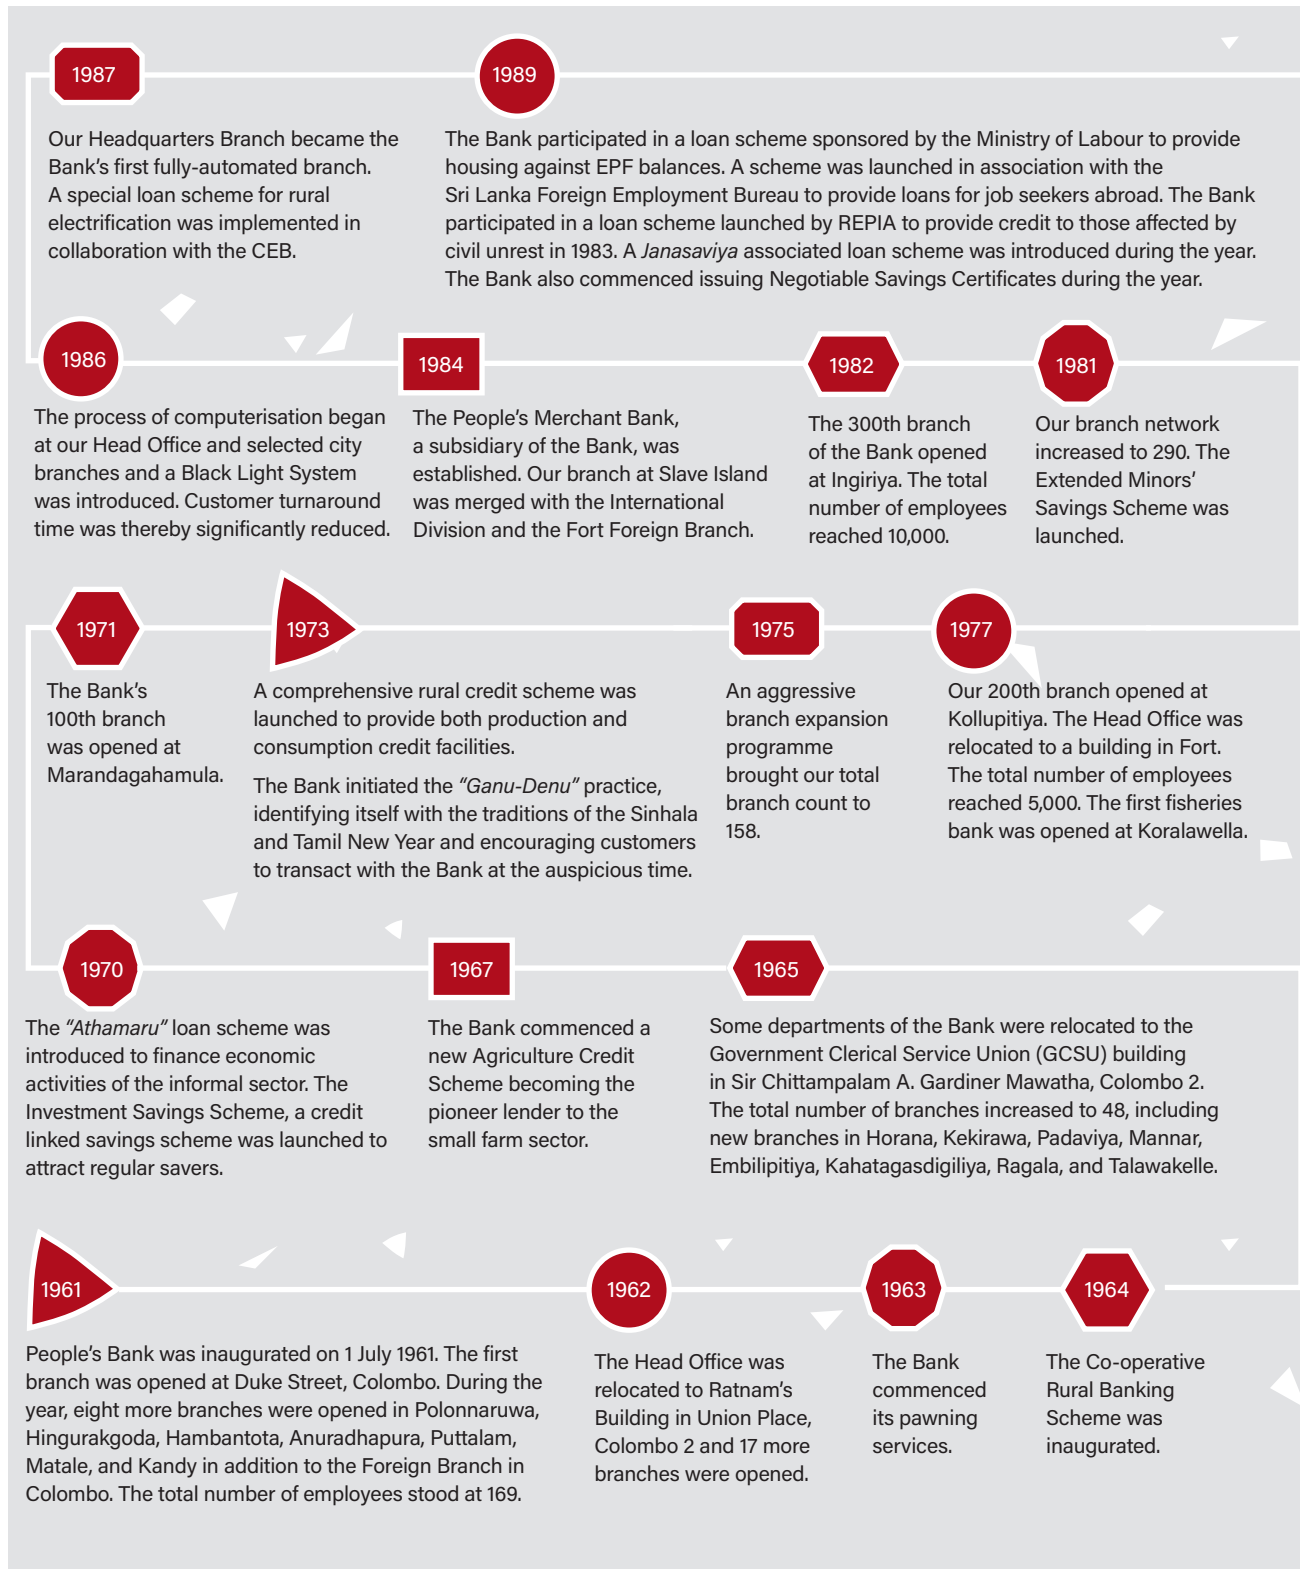 1987
Our Headquarters Branch became the
Bank's first fully-automated branch.
A special loan scheme for rural
electrification was implemented in
collaboration with the CEB.
1989
The Bank participated in a loan scheme sponsored by the Ministry of Labour to provide
housing against EPF balances. A scheme was launched in association with the
Sri Lanka Foreign Employment Bureau to provide loans for job seekers abroad. The Bank
participated in a loan scheme launched by REPIA to provide credit to those affected by
civil unrest in 1983. A Janasaviya associated loan scheme was introduced during the year.
The Bank also commenced issuing Negotiable Savings Certificates during the year.
1986
The process of computerisation began
at our Head Office and selected city
branches and a Black Light System
was introduced. Customer turnaround
time was thereby significantly reduced.
1984
The People's Merchant Bank,
a subsidiary of the Bank, was
established. Our branch at Slave Island
was merged with the International
Division and the Fort Foreign Branch.
1982
The 300th branch
of the Bank opened
at Ingiriya. The total
number of employees
reached 10,000.
1981
Our branch network
increased to 290. The
Extended Minors'
Savings Scheme was
launched.
1971
The Bank's
100th branch
was opened at
Marandagahamula.
1973
A comprehensive rural credit scheme was
launched to provide both production and
consumption credit facilities.
The Bank initiated the "Ganu-Denu" practice,
identifying itself with the traditions of the Sinhala
and Tamil New Year and encouraging customers
to transact with the Bank at the auspicious time.
1975
An aggressive
branch expansion
programme
brought our total
branch count to
158.
1977
Our 200th branch opened at
Kollupitiya. The Head Office was
relocated to a building in Fort.
The total number of employees
reached 5,000. The first fisheries
bank was opened at Koralawella.
1970
The "Athamaru" loan scheme was
introduced to finance economic
activities of the informal sector. The
Investment Savings Scheme, a credit
linked savings scheme was launched to
attract regular savers.
1967
The Bank commenced a
new Agriculture Credit
Scheme becoming the
pioneer lender to the
small farm sector.
1965
Some departments of the Bank were relocated to the
Government Clerical Service Union (GCSU) building
in Sir Chittampalam A. Gardiner Mawatha, Colombo 2.
The total number of branches increased to 48, including
new branches in Horana, Kekirawa, Padaviya, Mannar,
Embilipitiya, Kahatagasdigiliya, Ragala, and Talawakelle.
1961
People's Bank was inaugurated on 1 July 1961. The first
branch was opened at Duke Street, Colombo. During the
year, eight more branches were opened in Polonnaruwa,
Hingurakgoda, Hambantota, Anuradhapura, Puttalam,
Matale, and Kandy in addition to the Foreign Branch in
Colombo. The total number of employees stood at 169.
1962
The Head Office was
relocated to Ratnam's
Building in Union Place,
Colombo 2 and 17 more
branches were opened.
1963
The Bank
commenced
its pawning
services.
1964
The Co-operative
Rural Banking
Scheme was
inaugurated.